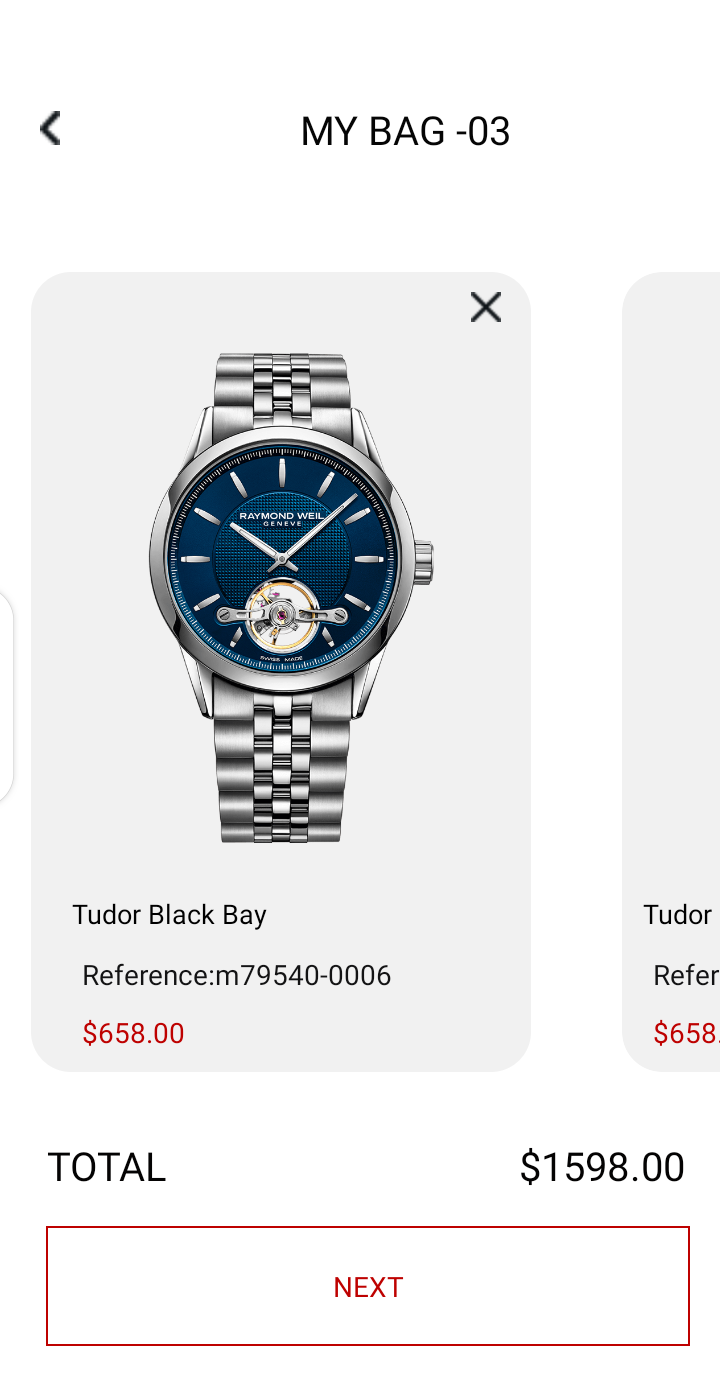 MY BAG -03
RAYMOND WEIL
GENEVE
SWISS MADE
Tudor Black Bay
Reference:m79540-0006
$658.00
Tudor
Refer
$658.
TOTAL
$1598.00
NEXT